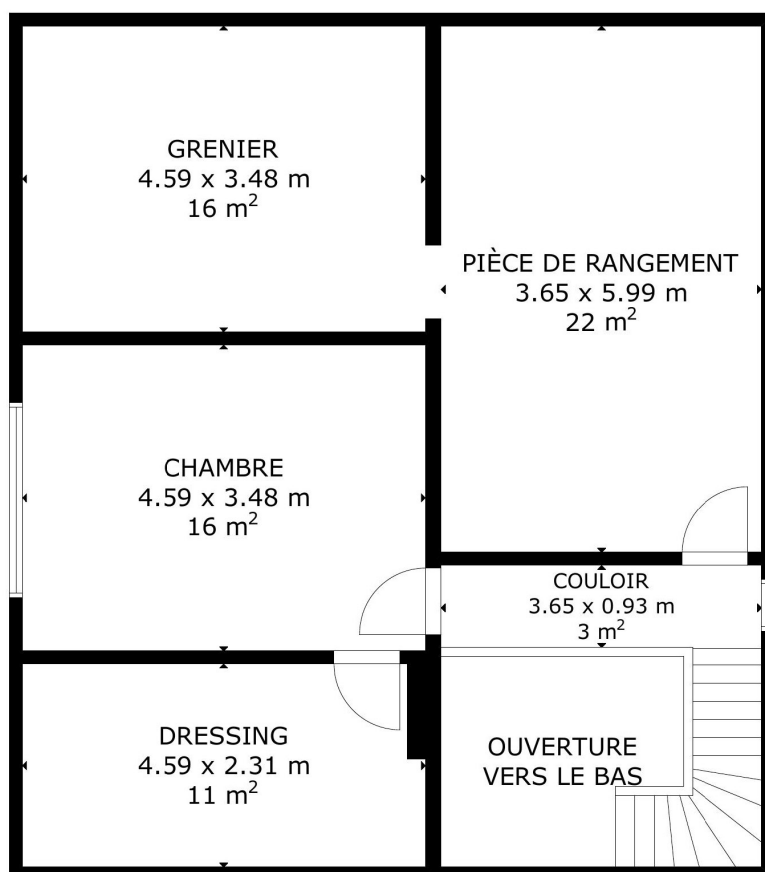 GRENIER
4.59 x 3.48 m
16 m²
PIÈCE DE RANGEMENT
3.65 x 5.99 m
22 m²
CHAMBRE
4.59 x 3.48 m
16 m²
COULOIR
3.65 x 0.93 m
3 m²
DRESSING
4.59 x 2.31 m
11 m²
OUVERTURE
VERS LE BAS